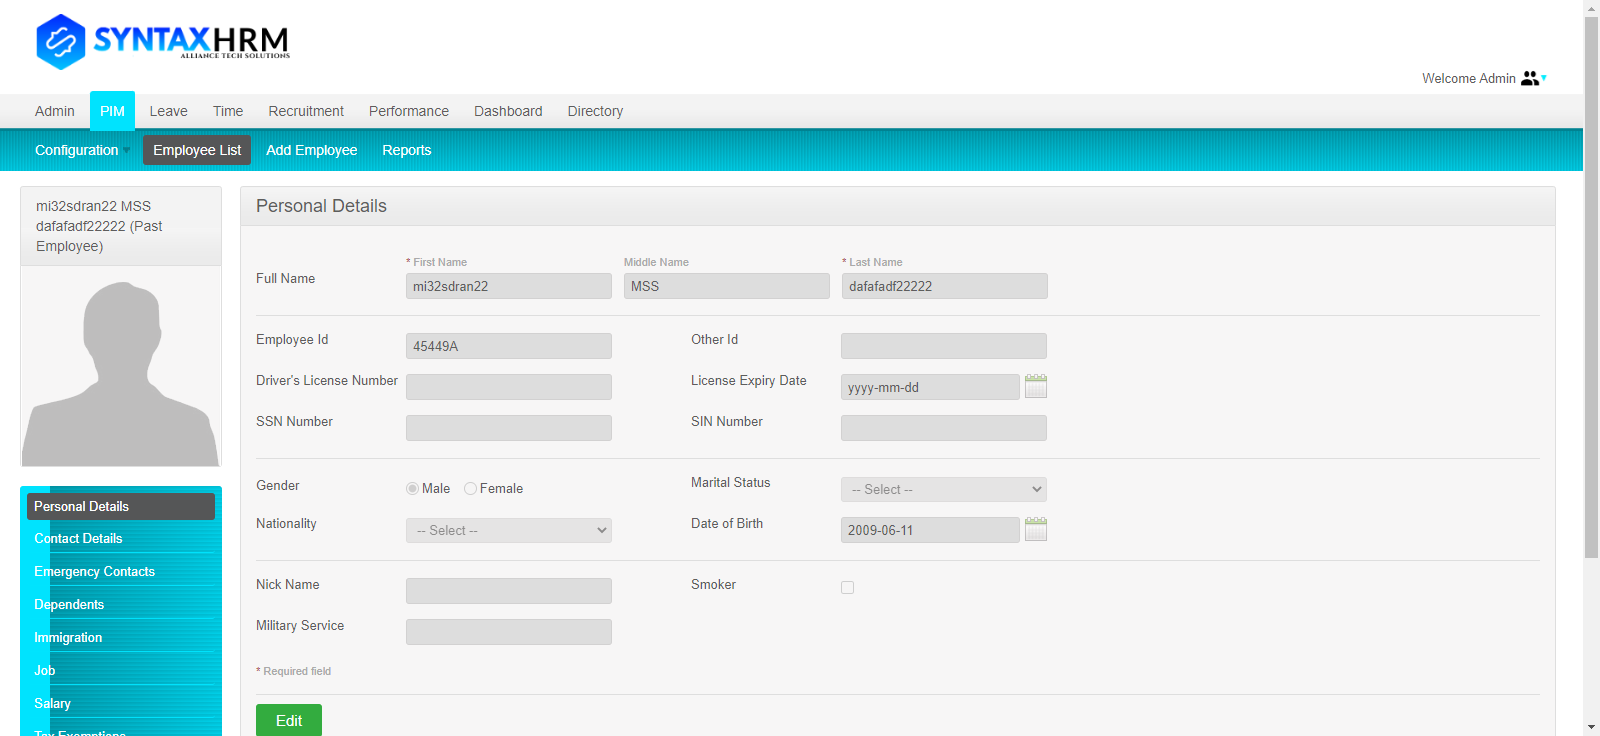 SYNTAXHRM
ALLIANCE TECH SOLUTIONS
Welcome Admin
Admin PIM Leave Time Recruitment Performance Dashboard Directory
Configuration Employee List Add Employee Reports
mi32sdran22 MSS
dafafadf22222 (Past
Employee)
Personal Details
Contact Details
Emergency Contacts
Dependents
Immigration
Job
Salary
Tax Exemptions
Personal Details
* First Name Middle Name * Last Name
Full Name mi32sdran22 MSS dafafadf22222
Employee Id 45449A Other Id
Driver's License Number License Expiry Date yyyy-mm-dd
SSN Number SIN Number
Gender Male Female Marital Status -- Select --
Nationality -- Select -- Date of Birth 2009-06-11
Nick Name Smoker
Military Service
* Required field
Edit